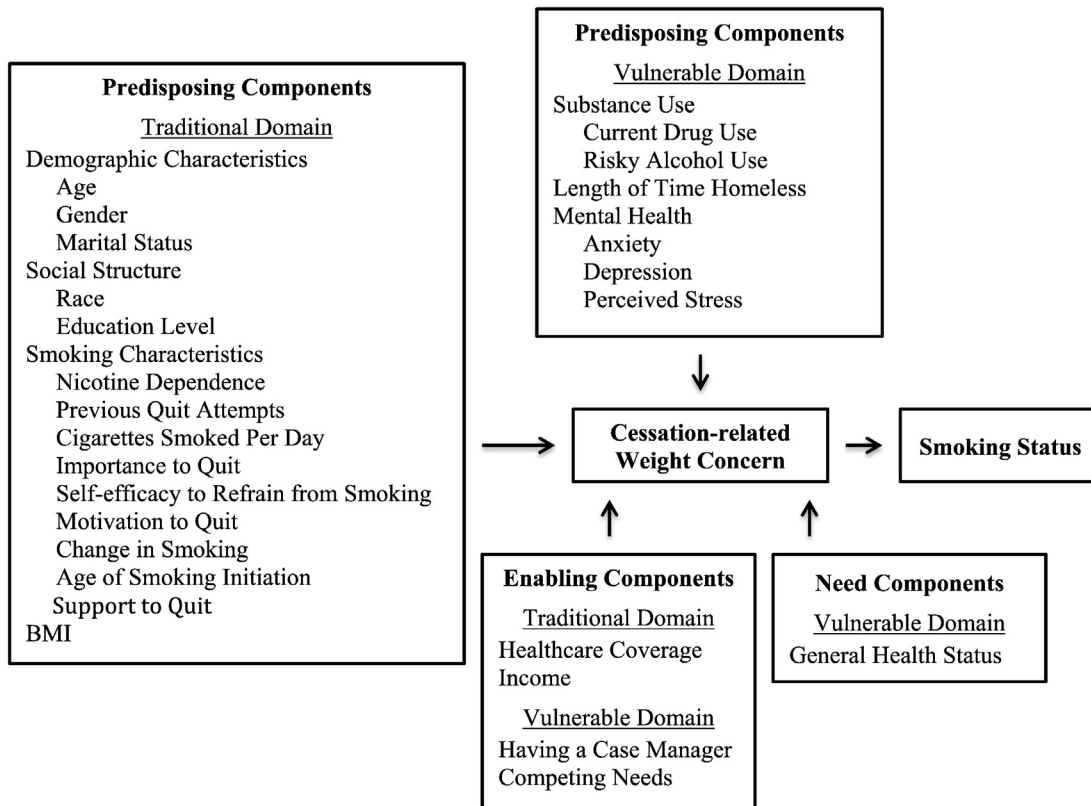 Predisposing Components
Traditional Domain
Demographic Characteristics
Age
Gender
Marital Status
Social Structure
Race
Education Level
Smoking Characteristics
Nicotine Dependence
Previous Quit Attempts
Cigarettes Smoked Per Day
Importance to Quit
Self-efficacy to Refrain from Smoking
Motivation to Quit
Change in Smoking
Age of Smoking Initiation
Support to Quit
BMI
Predisposing Components
Vulnerable Domain
Substance Use
Current Drug Use
Risky Alcohol Use
Length of Time Homeless
Mental Health
Anxiety
Depression
Perceived Stress
Cessation-related
Weight Concern
Smoking Status
Enabling Components
Traditional Domain
Healthcare Coverage
Income
Vulnerable Domain
Having a Case Manager
Competing Needs
Need Components
Vulnerable Domain
General Health Status